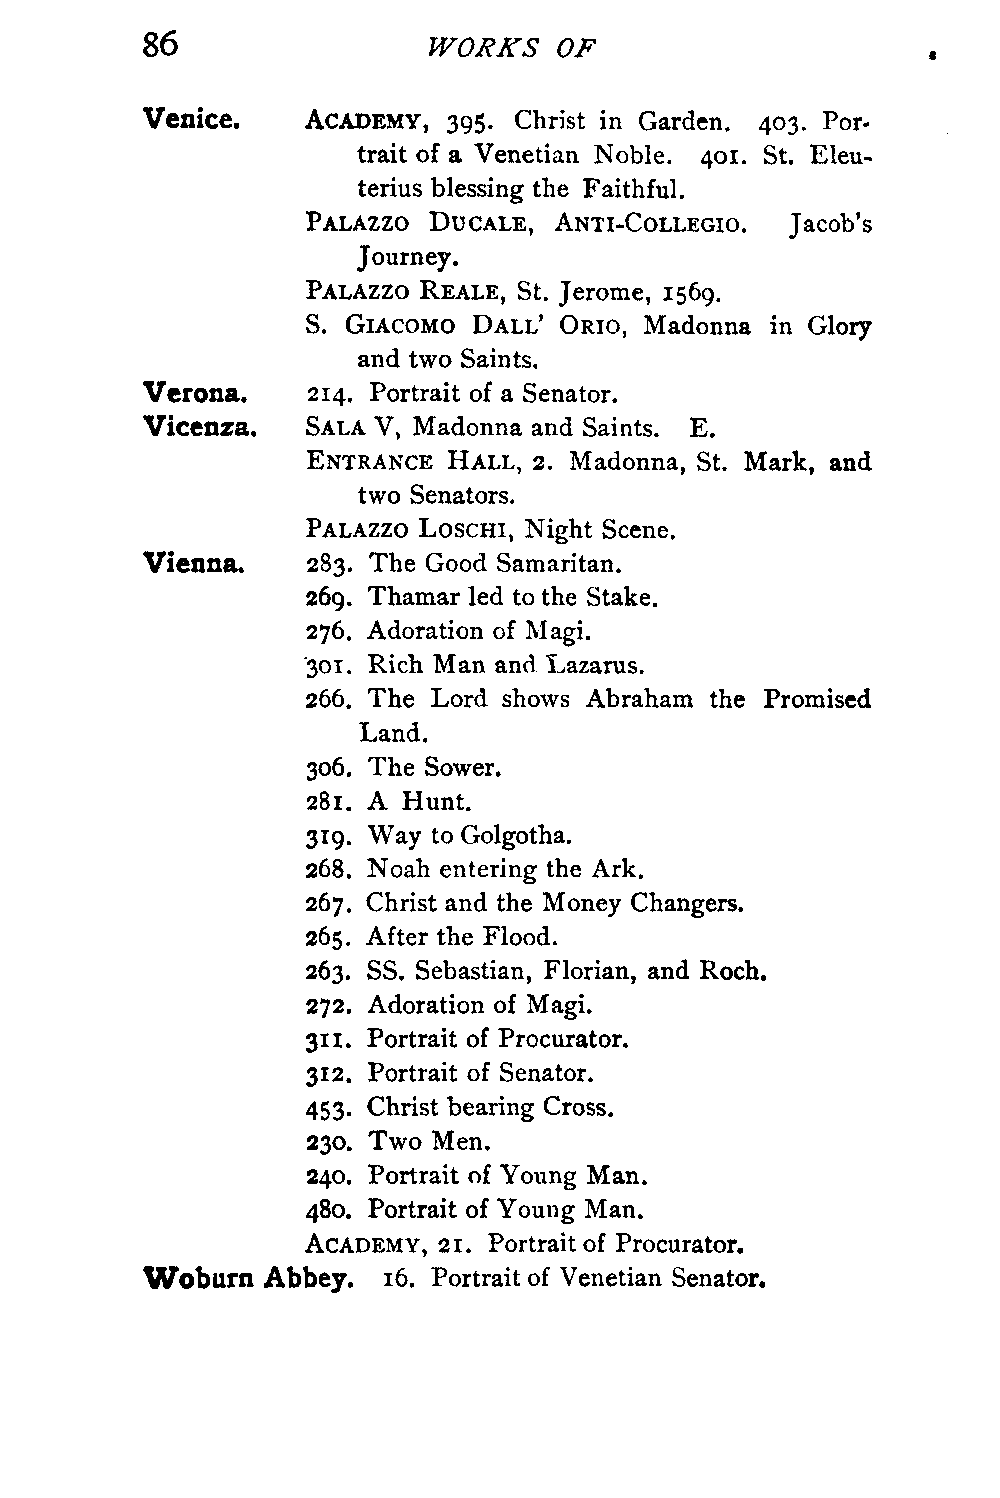 86 WORKS OF
Venice. ACADEMY, 395. Christ in Garden. 403. Por-
trait of a Venetian Noble. 401. St. Eleu-
terius blessing the Faithful.
PALAZZO DUCALE, ANTI-COLLEGIO. Jacob's
Journey.
PALAZZO REALE, St. Jerome, 1569.
S. GIACOMO DALL' ORIO, Madonna in Glory
and two Saints.
Verona. 214. Portrait of a Senator.
Vicenza. SALA V, Madonna and Saints. E.
ENTRANCE HALL, 2. Madonna, St. Mark, and
two Senators.
PALAZZO LOSCHI, Night Scene.
Vienna. 283. The Good Samaritan.
269. Thamar led to the Stake.
276. Adoration of Magi.
301. Rich Man and Lazarus.
266. The Lord shows Abraham the Promised
Land.
306. The Sower.
281. A Hunt.
319. Way to Golgotha.
268. Noah entering the Ark.
267. Christ and the Money Changers.
265. After the Flood.
263. SS. Sebastian, Florian, and Roch.
272. Adoration of Magi.
311. Portrait of Procurator.
312. Portrait of Senator.
453. Christ bearing Cross.
230. Two Men.
240. Portrait of Young Man.
480. Portrait of Young Man.
ACADEMY, 21. Portrait of Procurator.
Woburn Abbey. 16. Portrait of Venetian Senator.